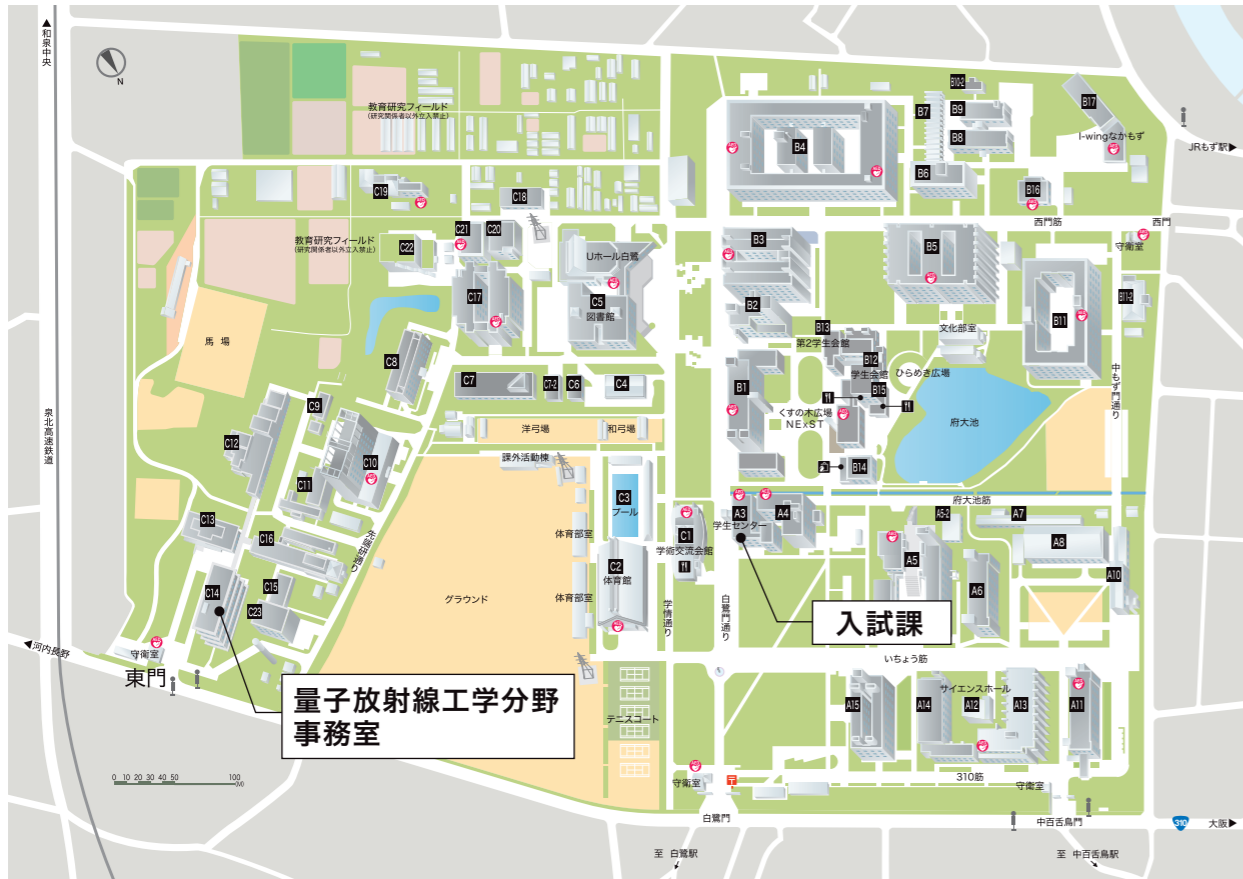 ▲和泉中央
N
教育研究フィールド
(研究関係者以外立入禁止)
B10-2
B7
B9
B8
B17
I-wingなかもず
JRもず駅▶
B4
B6
B16
西門筋
西門
守衛室
C19
C18
教育研究フィールド
(研究関係者以外立入禁止)
C22
C21
C20
Uホール白鷺
C17
C5
図書館
B3
B5
B2
B11
B11-2
B13
第2学生会館
文化部室
B12
学生会館
ひらめき広場
B15
くすの木広場
NExST
府大池
中もず門通り
馬場
C8
C7
C7-2
C6
C4
B1
泉北高速鉄道
C9
C12
C10
C11
洋弓場
和弓場
課外活動棟
B14
C3
プール
府大池筋
C13
C16
先端研通り
体育部室
C1
学術交流会館
A3
学生センター
A4
A5-2
A7
A8
A5
A6
A10
C2
体育館
C14
C15
C23
グラウンド
体育部室
学情通り
白鷺門通り
入試課
◀河内長野
守衛室
東門
いちょう筋
量子放射線工学分野
事務室
テニスコート
A15
A14
サイエンスホール
A12
A13
A11
0 10 20 30 40 50 100
(M)
守衛室
〒
310筋
守衛室
白鷺門
中百舌鳥門
310
大阪▶
至 白鷺駅
至 中百舌鳥駅